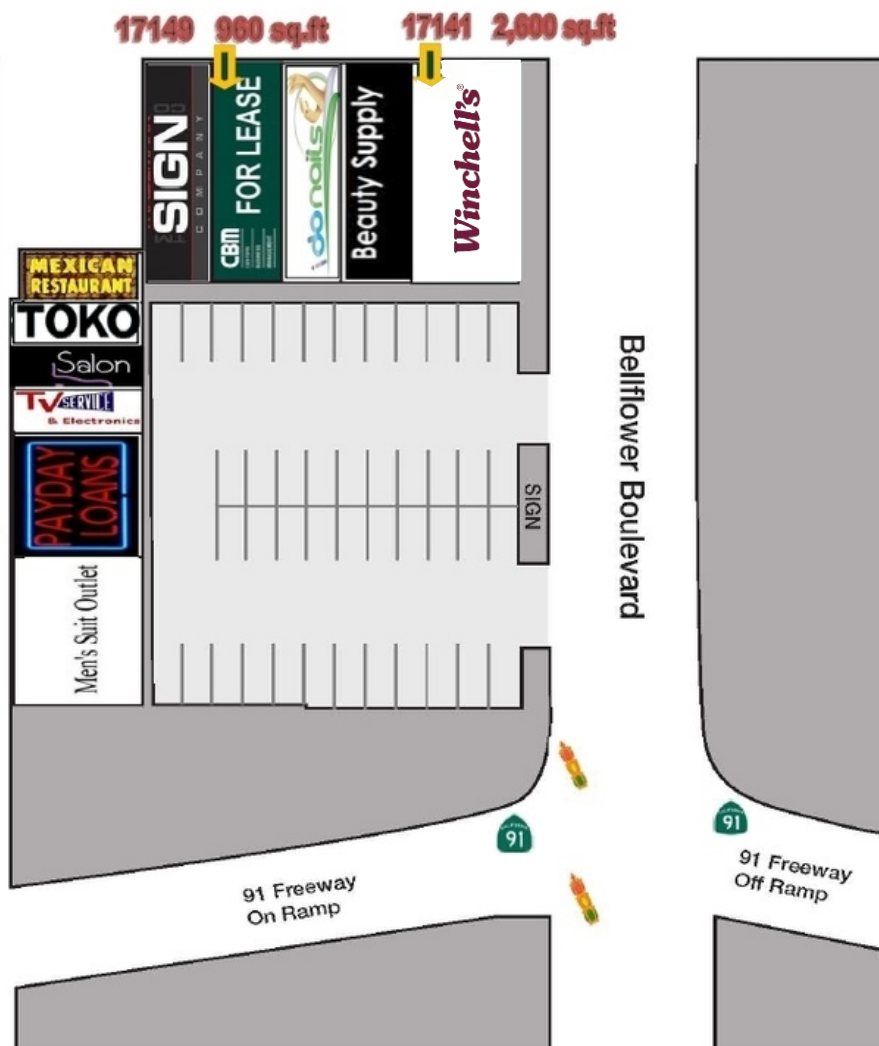 17149 960 sq.ft
17141 2,600 sq.ft
SIGN
COMPANY
FOR LEASE
CBM
donails
Beauty Supply
Winchell's
MEXICAN
RESTAURANT
TOKO
Salon
TV SERVICE
& Electronics
PAYDAY
LOANS
Men's Suit Outlet
SIGN
Bellflower Boulevard
91
91
91 Freeway
On Ramp
91 Freeway
Off Ramp